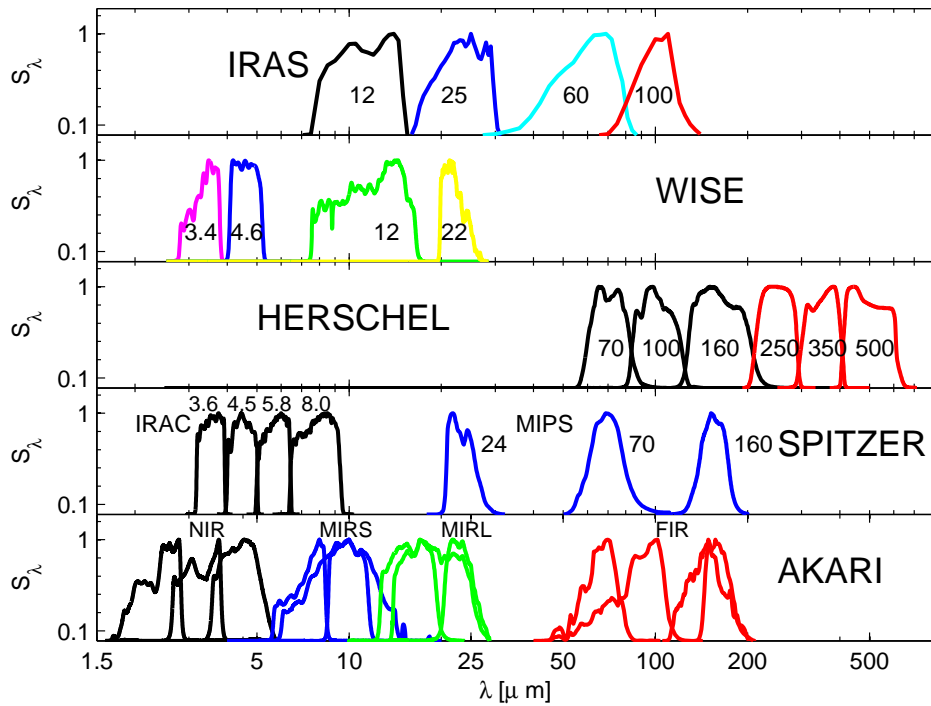 1
S_λ
IRAS
12
25
60
100
0.1
1
S_λ
WISE
3.4
4.6
12
22
0.1
1
S_λ
HERSCHEL
70
100
160
250
350
500
0.1
3.6
4.5
5.8
8.0
1
IRAC
MIPS
S_λ
24
70
160
SPITZER
0.1
NIR
MIRS
MIRL
FIR
1
S_λ
AKARI
0.1
1.5
5
10
25
50
100
200
500
λ [μ m]